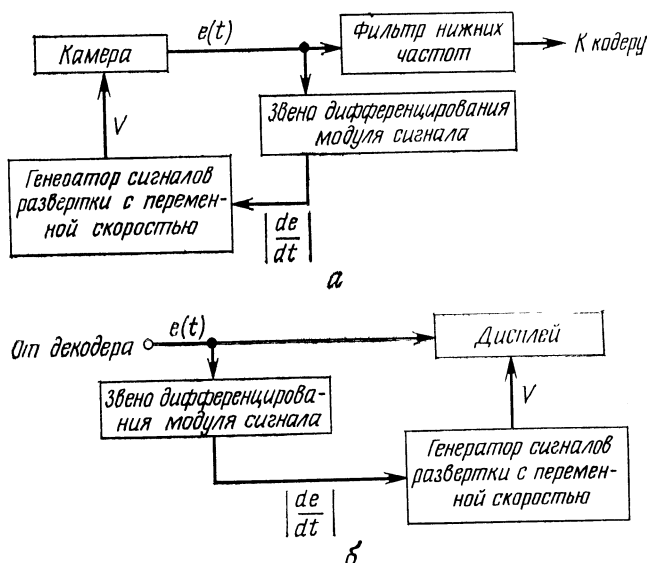 Камера
e(t)
Фильтр нижних
частот
К кодеру
Звено дифференцирования
модуля сигнала
V
Генератор сигналов
развертки с перемен-
ной скоростью
|de/dt|
а
От декодера
e(t)
Дисплей
Звено дифференцирова-
ния модуля сигнала
V
Генератор сигналов
развертки с перемен-
ной скоростью
|de/dt|
б